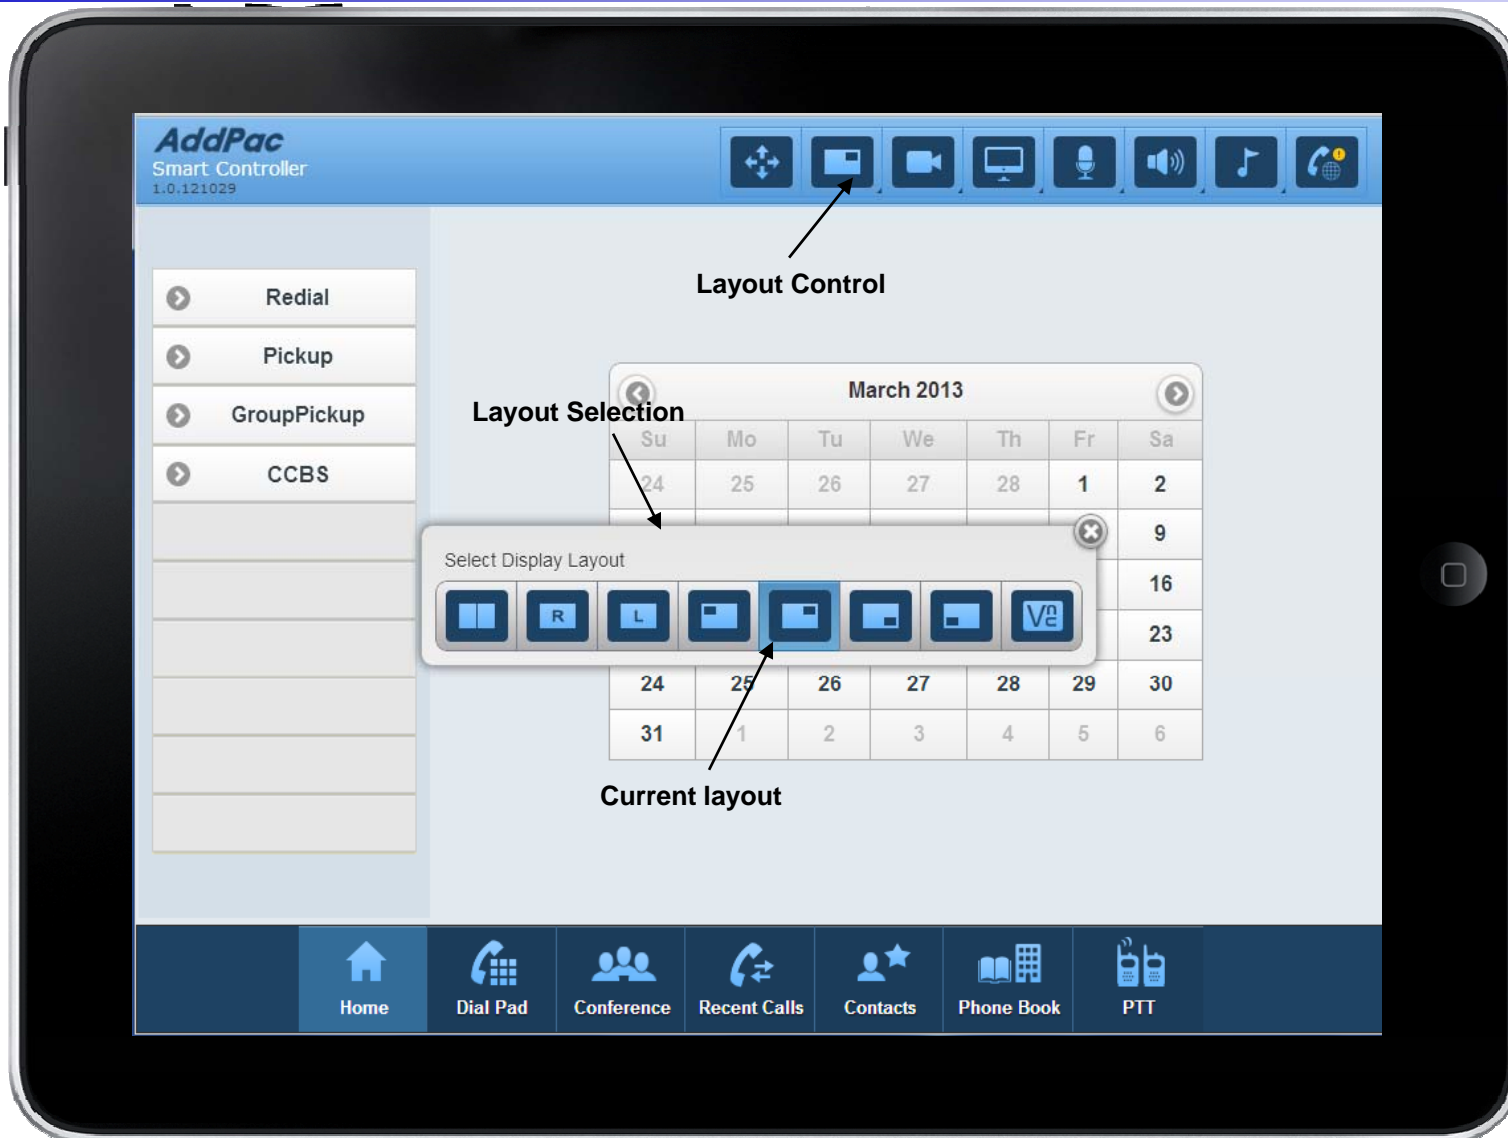 AddPac
Smart Controller
1.0.121029
Layout Control
Redial
Pickup
GroupPickup
CCBS
Layout Selection
March 2013
Su Mo Tu We Th Fr Sa
24 25 26 27 28 1 2
9
16
23
24 25 26 27 28 29 30
31 1 2 3 4 5 6
Select Display Layout
R L Vnc
Current layout
Home Dial Pad Conference Recent Calls Contacts Phone Book PTT